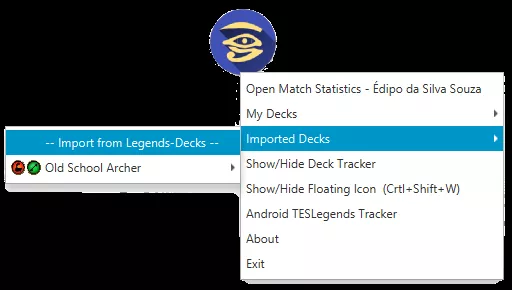 Open Match Statistics - Édipo da Silva Souza
My Decks
Imported Decks
-- Import from Legends-Decks --
Old School Archer
Show/Hide Deck Tracker
Show/Hide Floating Icon (Crtl+Shift+W)
Android TESLegends Tracker
About
Exit